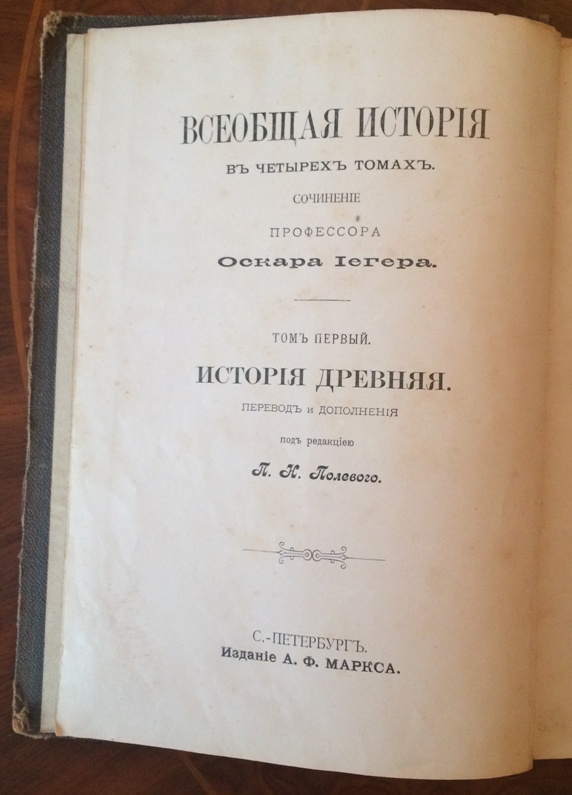 ВСЕОБЩАЯ ИСТОРІЯ
ВЪ ЧЕТЫРЕХЪ ТОМАХЪ.
СОЧИНЕНІЕ
ПРОФЕССОРА
Оскара Іегера.
ТОМЪ ПЕРВЫЙ.
ИСТОРІЯ ДРЕВНЯЯ.
ПЕРЕВОДЪ и ДОПОЛНЕНІЯ
подъ редакціею
П. Н. Полевого.
С.-ПЕТЕРБУРГЪ.
Изданіе А. Ф. МАРКСА.